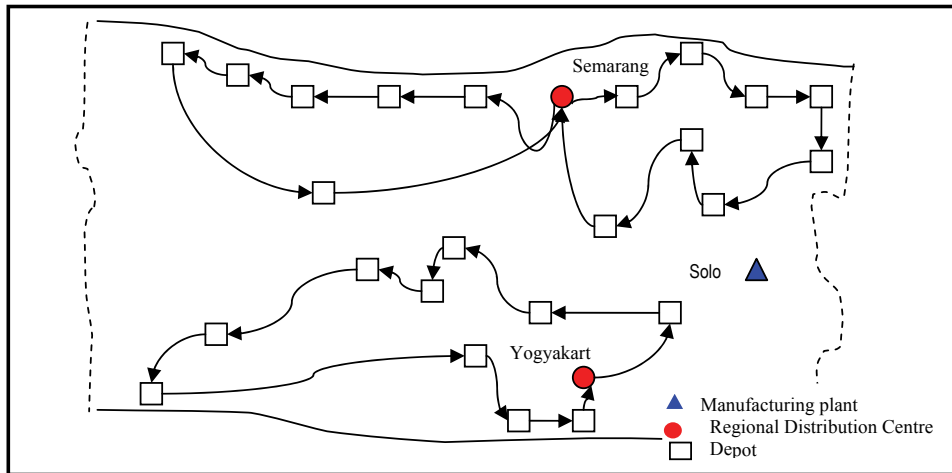 Semarang
Solo
Yogyakart
Manufacturing plant
Regional Distribution Centre
Depot